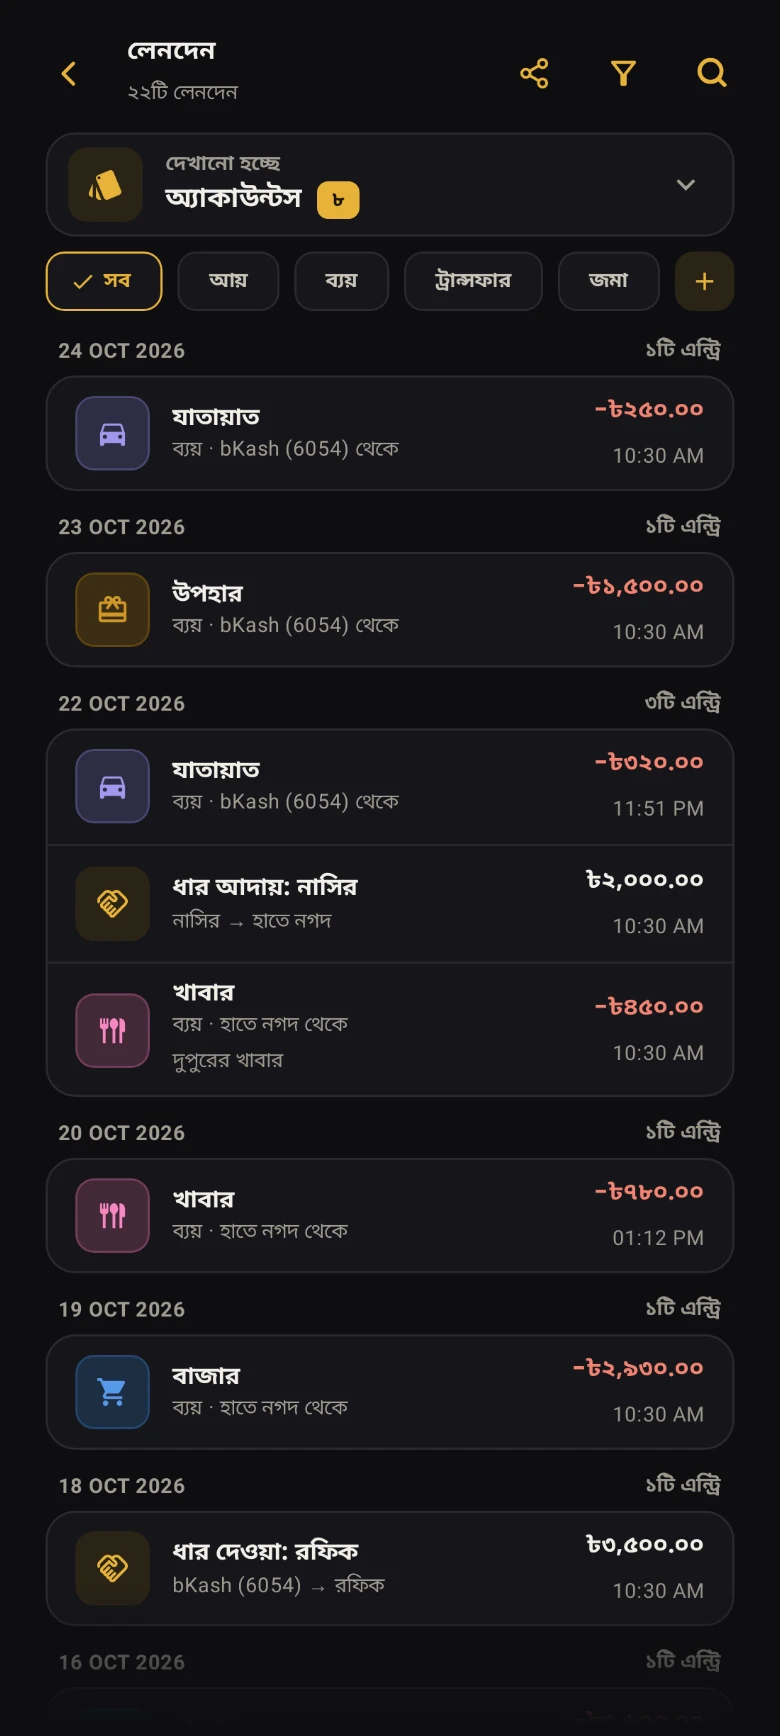 লেনদেন
২২টি লেনদেন
দেখানো হচ্ছে
অ্যাকাউন্টস ৮
সব আয় ব্যয় ট্রান্সফার জমা +
24 OCT 2026 ১টি এন্ট্রি
যাতায়াত −৳২৫০.০০
ব্যয় · bKash (6054) থেকে 10:30 AM
23 OCT 2026 ১টি এন্ট্রি
উপহার −৳১,৫০০.০০
ব্যয় · bKash (6054) থেকে 10:30 AM
22 OCT 2026 ৩টি এন্ট্রি
যাতায়াত −৳৩২০.০০
ব্যয় · bKash (6054) থেকে 11:51 PM
ধার আদায়: নাসির ৳২,০০০.০০
নাসির → হাতে নগদ 10:30 AM
খাবার −৳৪৫০.০০
ব্যয় · হাতে নগদ থেকে 10:30 AM
দুপুরের খাবার
20 OCT 2026 ১টি এন্ট্রি
খাবার −৳৭৮০.০০
ব্যয় · হাতে নগদ থেকে 01:12 PM
19 OCT 2026 ১টি এন্ট্রি
বাজার −৳২,৯৩০.০০
ব্যয় · হাতে নগদ থেকে 10:30 AM
18 OCT 2026 ১টি এন্ট্রি
ধার দেওয়া: রফিক ৳৩,৫০০.০০
bKash (6054) → রফিক 10:30 AM
16 OCT 2026 ১টি এন্ট্রি